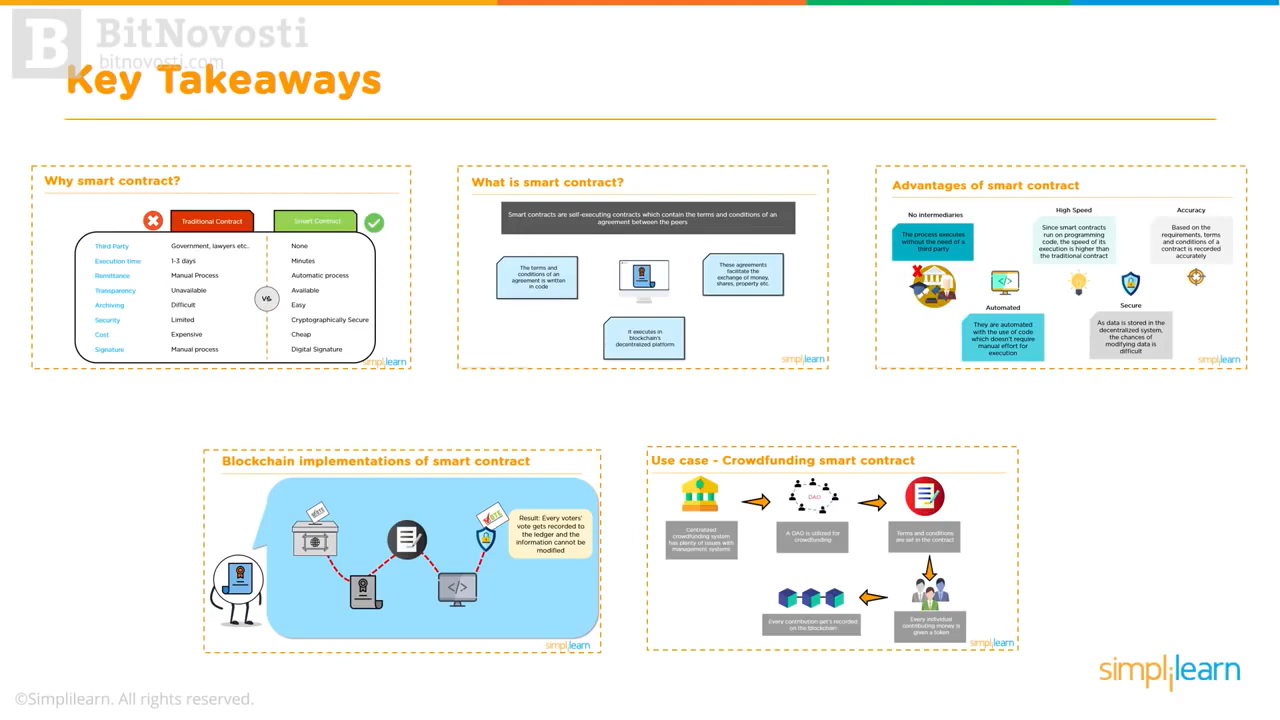 BitNovosti
bitnovosti.com
Key Takeaways
Why smart contract?
Traditional Contract
Smart Contract
Third Party Government, lawyers etc.. None
Execution time 1-3 days Minutes
Remittance Manual Process Automatic process
Transparency Unavailable Available
Archiving Difficult Easy
Security Limited Cryptographically Secure
Cost Expensive Cheap
Signature Manual process Digital Signature
VS
simplilearn
What is smart contract?
Smart contracts are self-executing contracts which contain the terms and conditions of an
agreement between the peers
The terms and
conditions of an
agreement is written
in code
These agreements
facilitate the
exchange of money,
shares, property etc.
It executes in
blockchain's
decentralized platform
simplilearn
Advantages of smart contract
No intermediaries
The process executes
without the need of a
third party
High Speed
Since smart contracts
run on programming
code, the speed of its
execution is higher than
the traditional contract
Accuracy
Based on the
requirements, terms
and conditions of a
contract is recorded
accurately
</>
Automated
They are automated
with the use of code
which doesn't require
manual effort for
execution
Secure
As data is stored in the
decentralized system,
the chances of
modifying data is
difficult
simplilearn
Blockchain implementations of smart contract
VOTE
VOTE
</>
Result: Every voters'
vote gets recorded to
the ledger and the
information cannot be
modified
simplilearn
Use case - Crowdfunding smart contract
Centralized
crowdfunding system
has plenty of issues with
management systems
DAO
A DAO is utilized for
crowdfunding
Terms and conditions
are set in the contract
Every individual
contributing money is
given a token
Every contribution get's recorded
on the blockchain
simplilearn
simplilearn
©Simplilearn. All rights reserved.